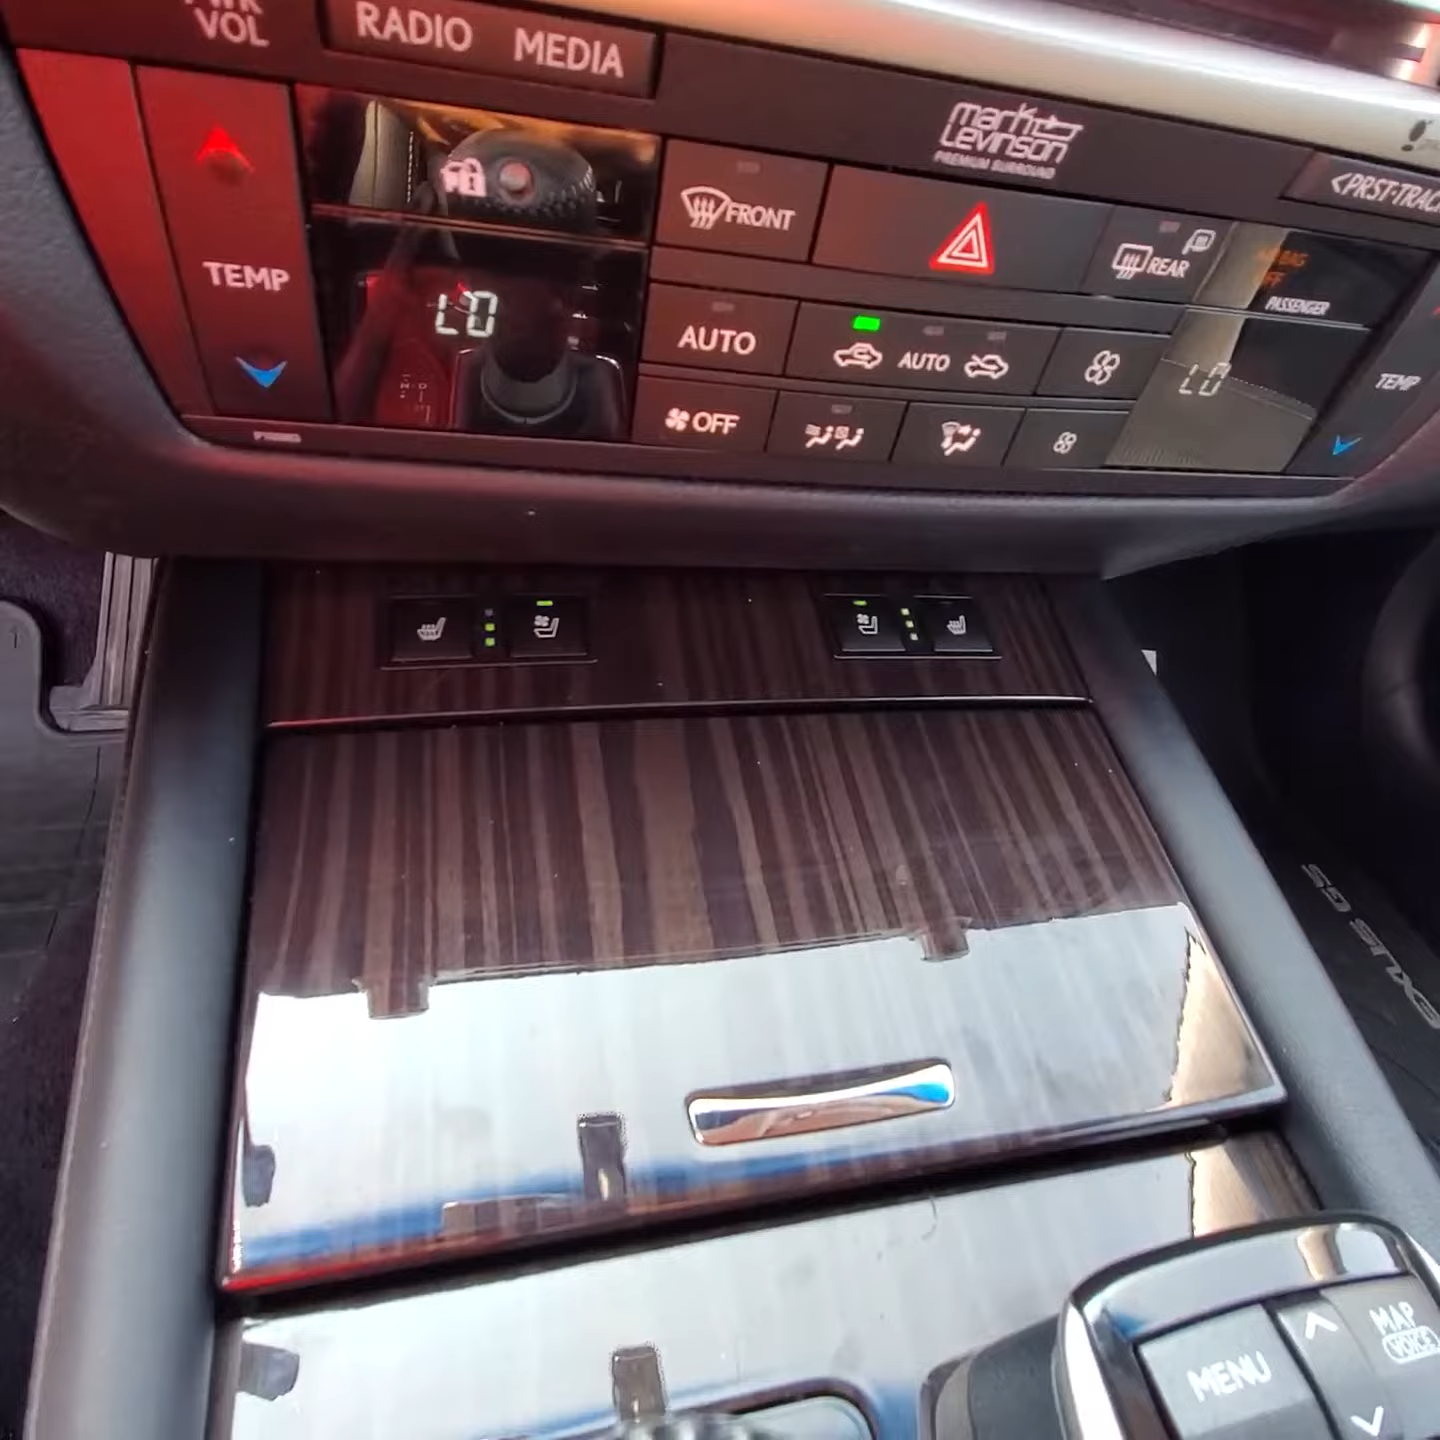 VOL
RADIO MEDIA
mark
Levinson
PREMIUM SURROUND
<PRST·TRACK
FRONT
REAR
PASSENGER
TEMP
LO
AUTO
AUTO
LO
TEMP
OFF
MENU
MAP
VOICE